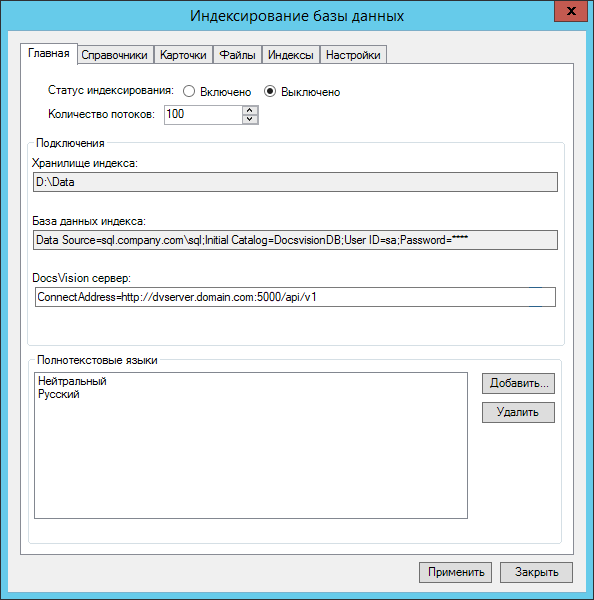 Индексирование базы данных
x
Главная Справочники Карточки Файлы Индексы Настройки
Статус индексирования: Включено Выключено
Количество потоков: 100
Подключения
Хранилище индекса:
D:\Data
База данных индекса:
Data Source=sql.company.com\sql;Initial Catalog=DocsvisionDB;User ID=sa;Password=****
DocsVision сервер:
ConnectAddress=http://dvserver.domain.com:5000/api/v1
Полнотекстовые языки
Нейтральный
Русский
Добавить...
Удалить
Применить Закрыть